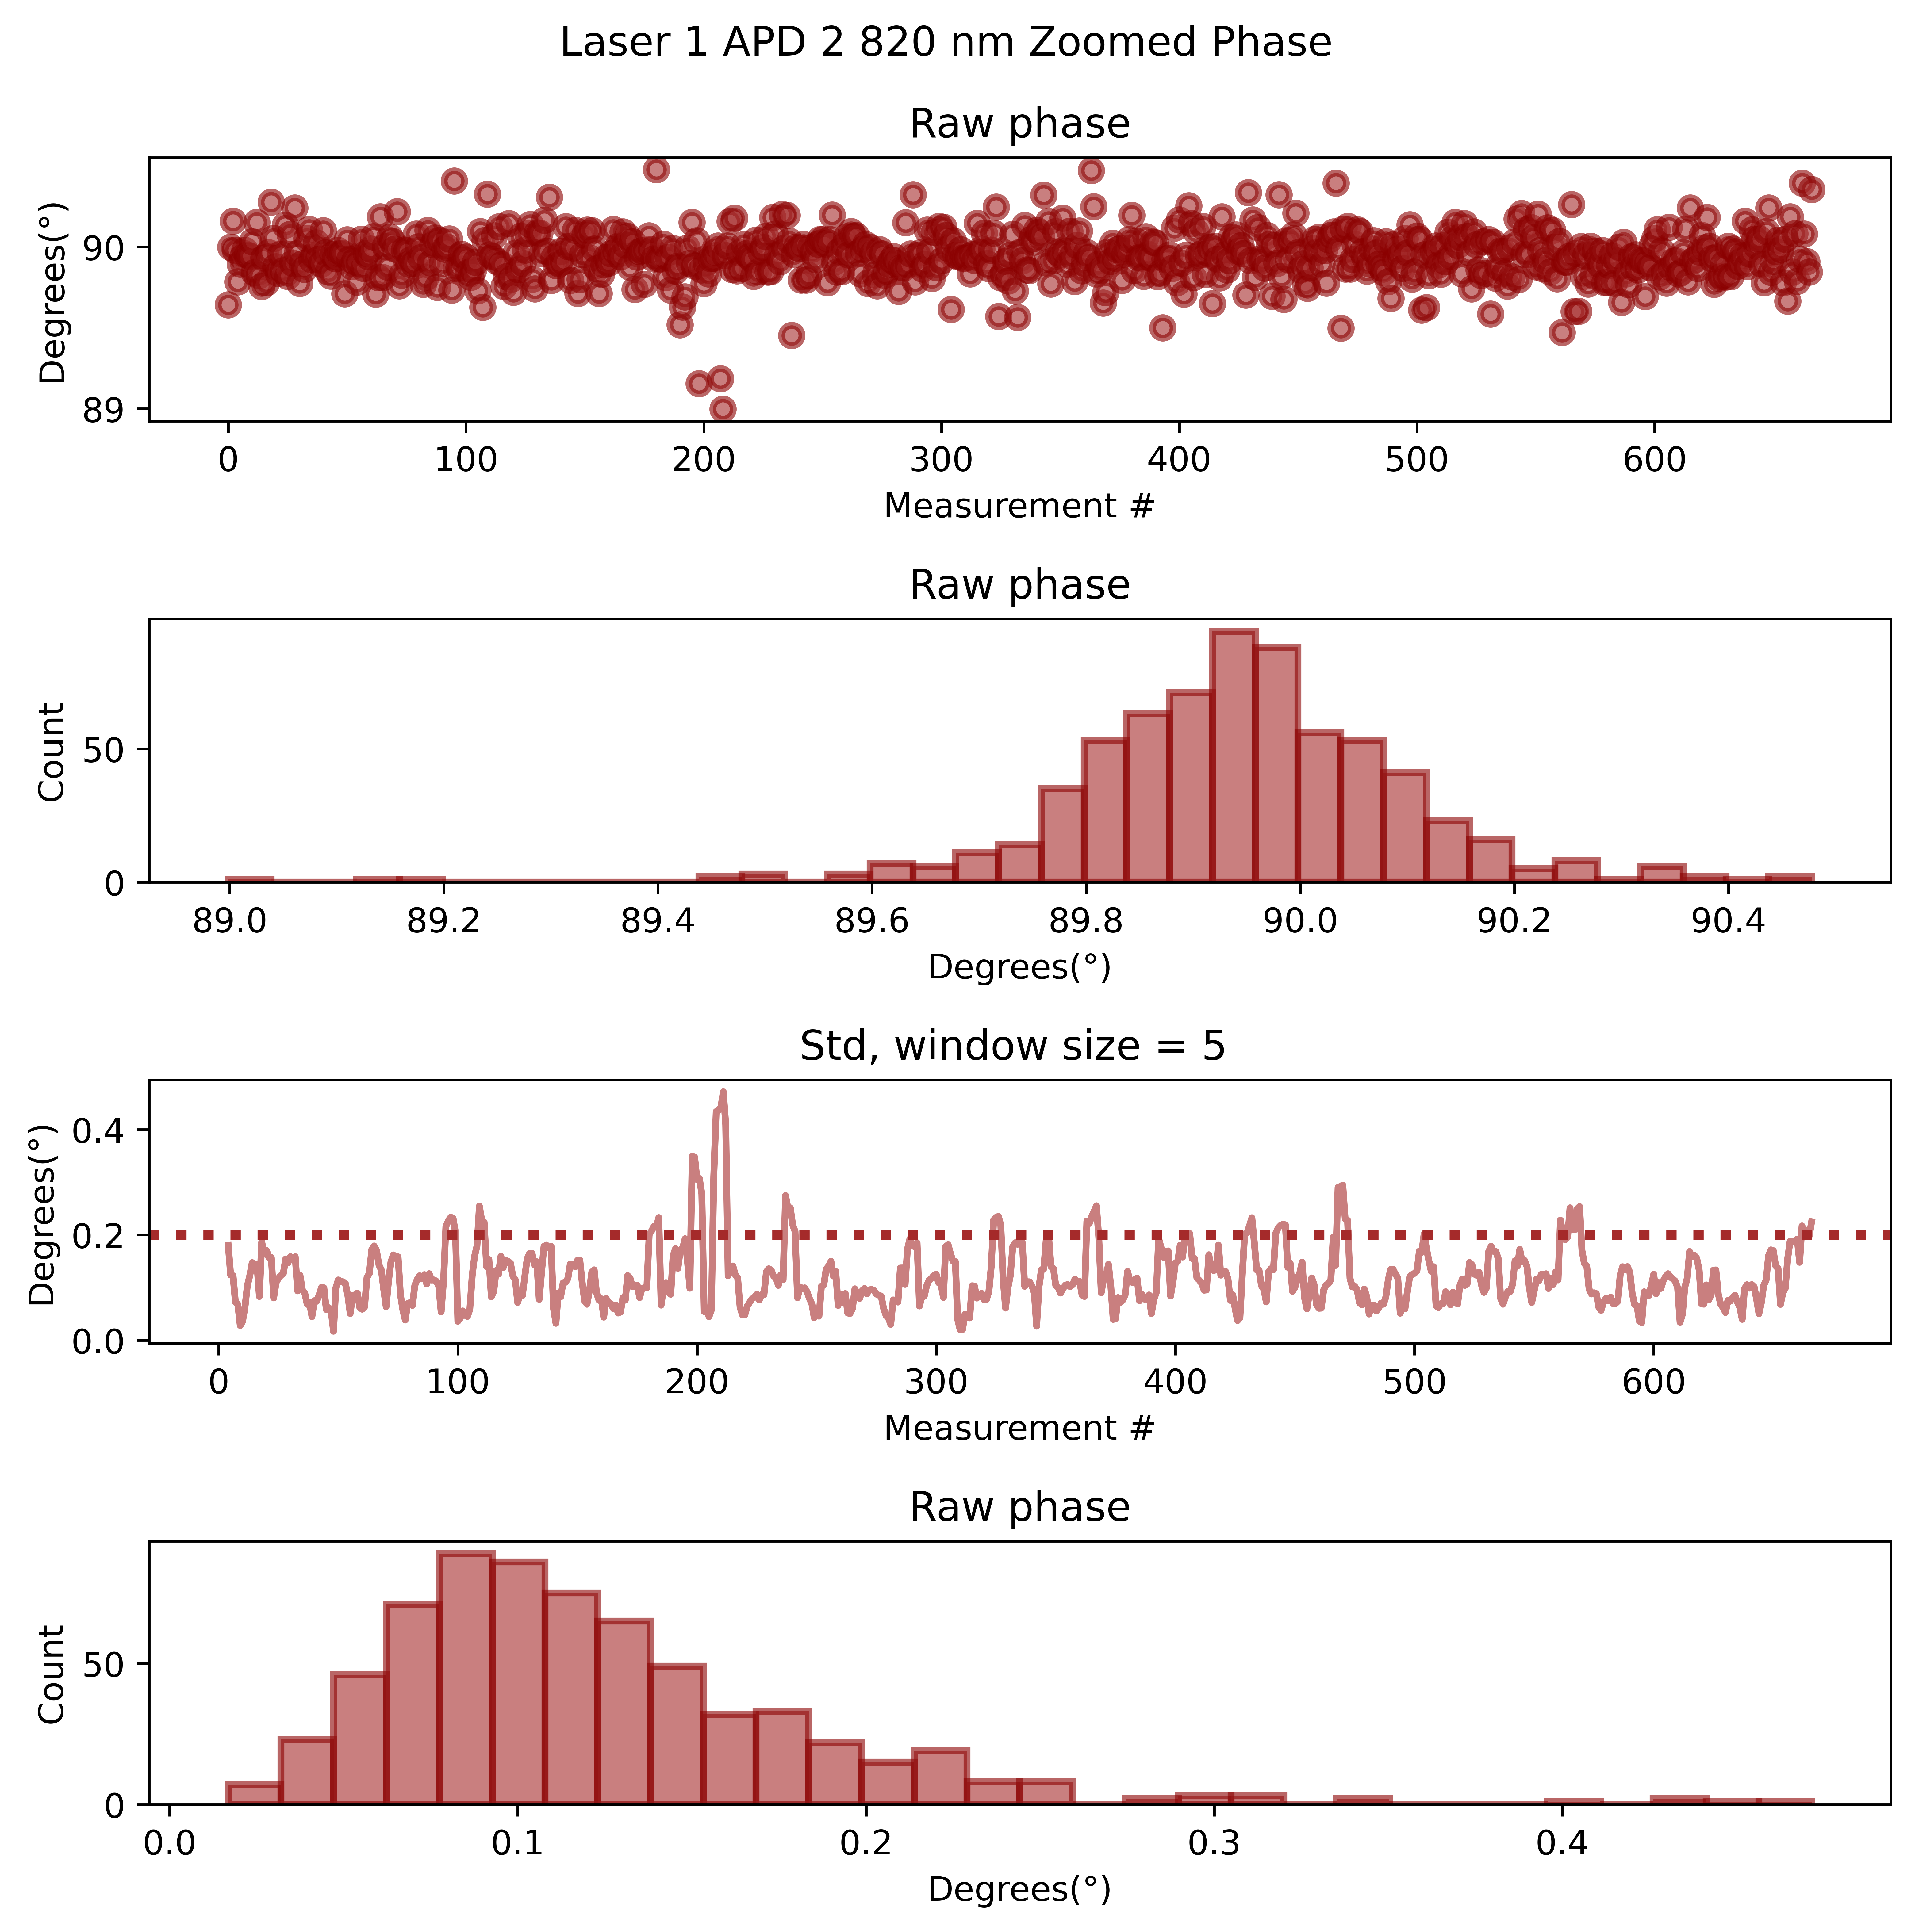 Laser 1 APD 2 820 nm Zoomed Phase
Raw phase
Degrees(°)
90
89
0 100 200 300 400 500 600
Measurement #
Raw phase
Count
50
0
89.0 89.2 89.4 89.6 89.8 90.0 90.2 90.4
Degrees(°)
Std, window size = 5
Degrees(°)
0.4
0.2
0.0
0 100 200 300 400 500 600
Measurement #
Raw phase
Count
50
0
0.0 0.1 0.2 0.3 0.4
Degrees(°)